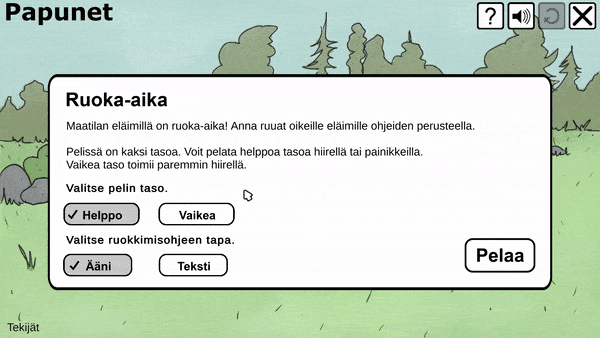 Papunet
?
Ruoka-aika
Maatilan eläimillä on ruoka-aika! Anna ruuat oikeille eläimille ohjeiden perusteella.
Pelissä on kaksi tasoa. Voit pelata helppoa tasoa hiirellä tai painikkeilla.
Vaikea taso toimii paremmin hiirellä.
Valitse pelin taso.
Helppo Vaikea
Valitse ruokkimisohjeen tapa.
Ääni Teksti
Pelaa
Tekijät